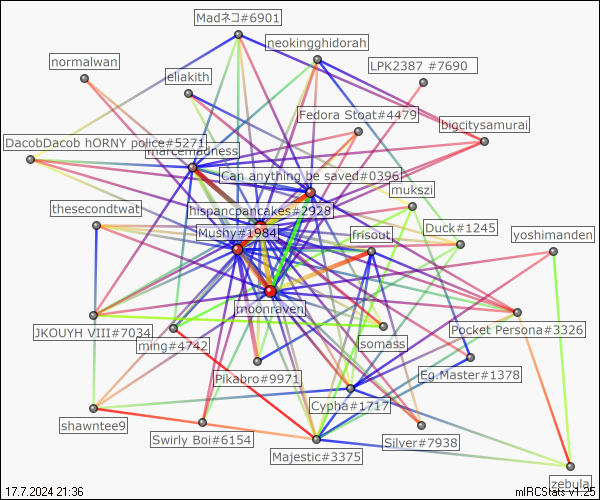 Madネコ#6901
neokingghidorah
normalwan
LPK2387 #7690
eliakith
Fedora Stoat#4479
bigcitysamurai
DacobDacob hORNY police#5271
marcemadness
Can anything be saved#0396
mukszi
thesecondtwat
hispancpancakes#2928
Duck#1245
Mushy#1984
frisout
yoshimanden
moonraven
JKOUYH VIII#7034
Pocket Persona#3326
ming#4742
somass
Pikabro#9971
Eg.Master#1378
Cypha#1717
shawntee9
Swirly Boi#6154
Silver#7938
Majestic#3375
zebula
17.7.2024 21:36
mIRCStats v1.25